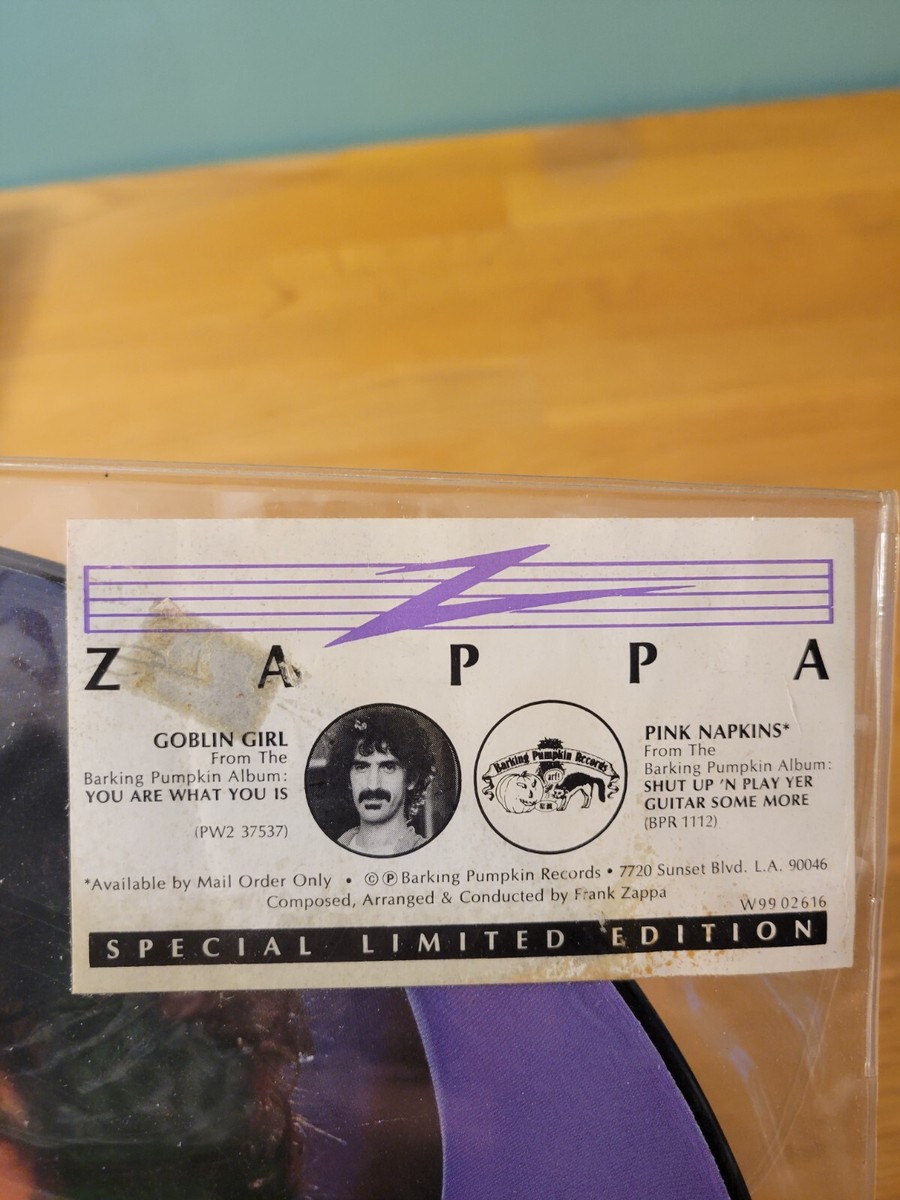 ZAPPA
GOBLIN GIRL
From The
Barking Pumpkin Album:
YOU ARE WHAT YOU IS
(PW2 37537)
Barking Pumpkin Records
arf!
PINK NAPKINS*
From The
Barking Pumpkin Album:
SHUT UP 'N PLAY YER
GUITAR SOME MORE
(BPR 1112)
*Available by Mail Order Only • © ℗ Barking Pumpkin Records • 7720 Sunset Blvd. L.A. 90046
Composed, Arranged & Conducted by Frank Zappa
W99 02616
SPECIAL LIMITED EDITION